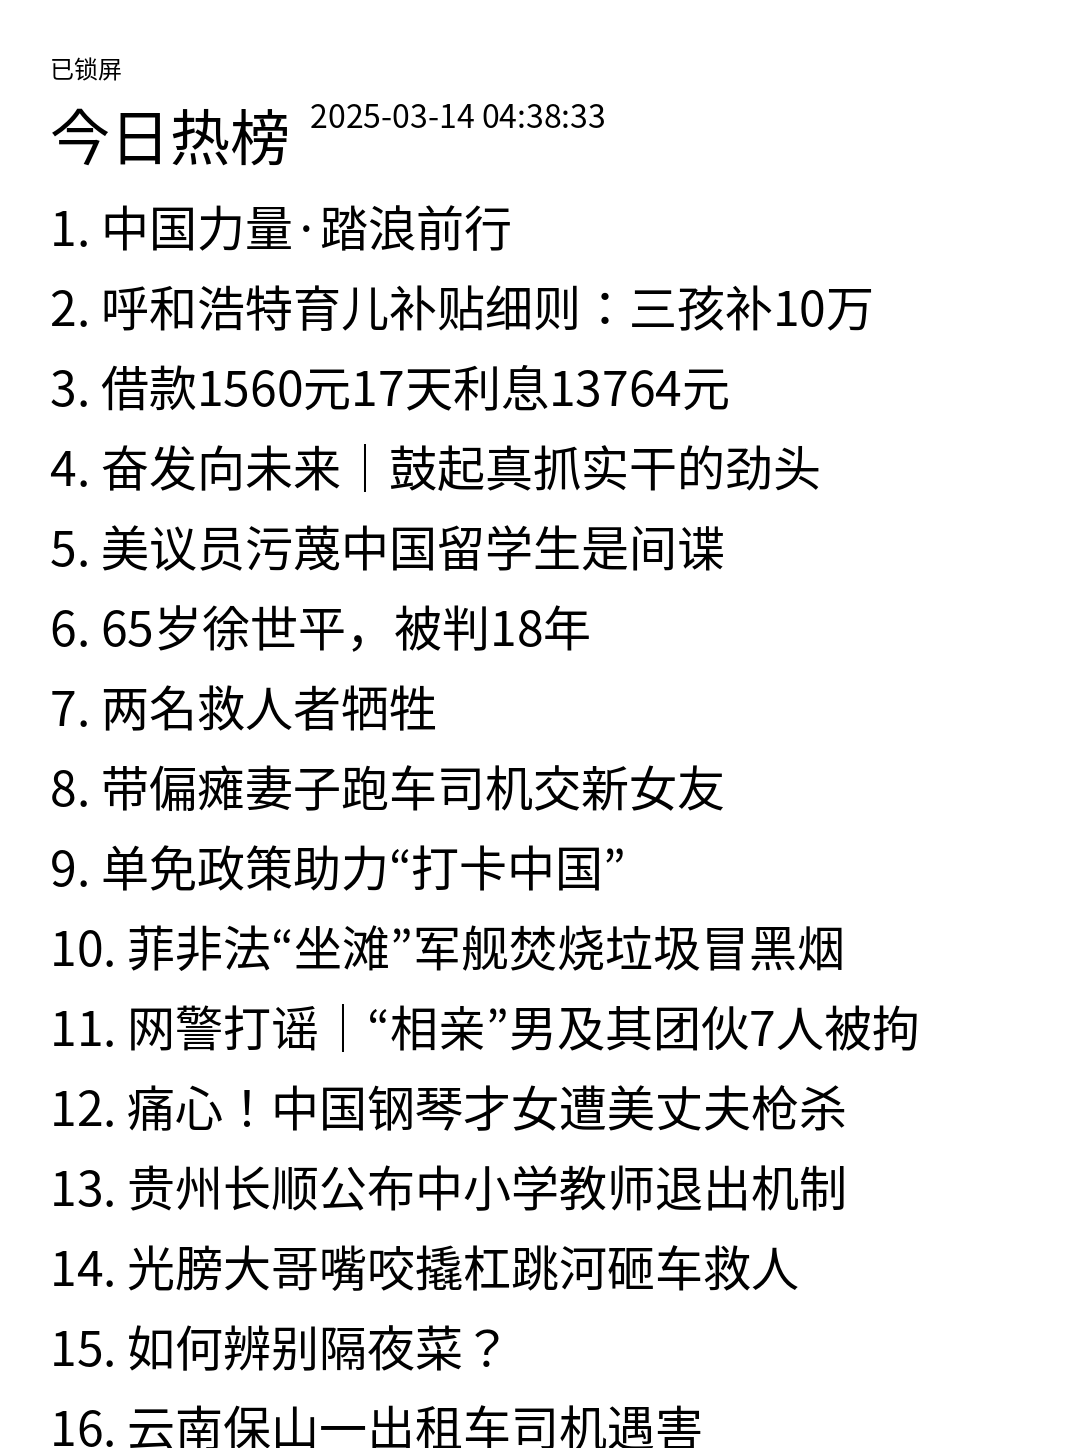 已锁屏
今日热榜 2025-03-14 04:38:33
1. 中国力量·踏浪前行
2. 呼和浩特育儿补贴细则：三孩补10万
3. 借款1560元17天利息13764元
4. 奋发向未来｜鼓起真抓实干的劲头
5. 美议员污蔑中国留学生是间谍
6. 65岁徐世平，被判18年
7. 两名救人者牺牲
8. 带偏瘫妻子跑车司机交新女友
9. 单免政策助力“打卡中国”
10. 菲非法“坐滩”军舰焚烧垃圾冒黑烟
11. 网警打谣｜“相亲”男及其团伙7人被拘
12. 痛心！中国钢琴才女遭美丈夫枪杀
13. 贵州长顺公布中小学教师退出机制
14. 光膀大哥嘴咬撬杠跳河砸车救人
15. 如何辨别隔夜菜？
16. 云南保山一出租车司机遇害